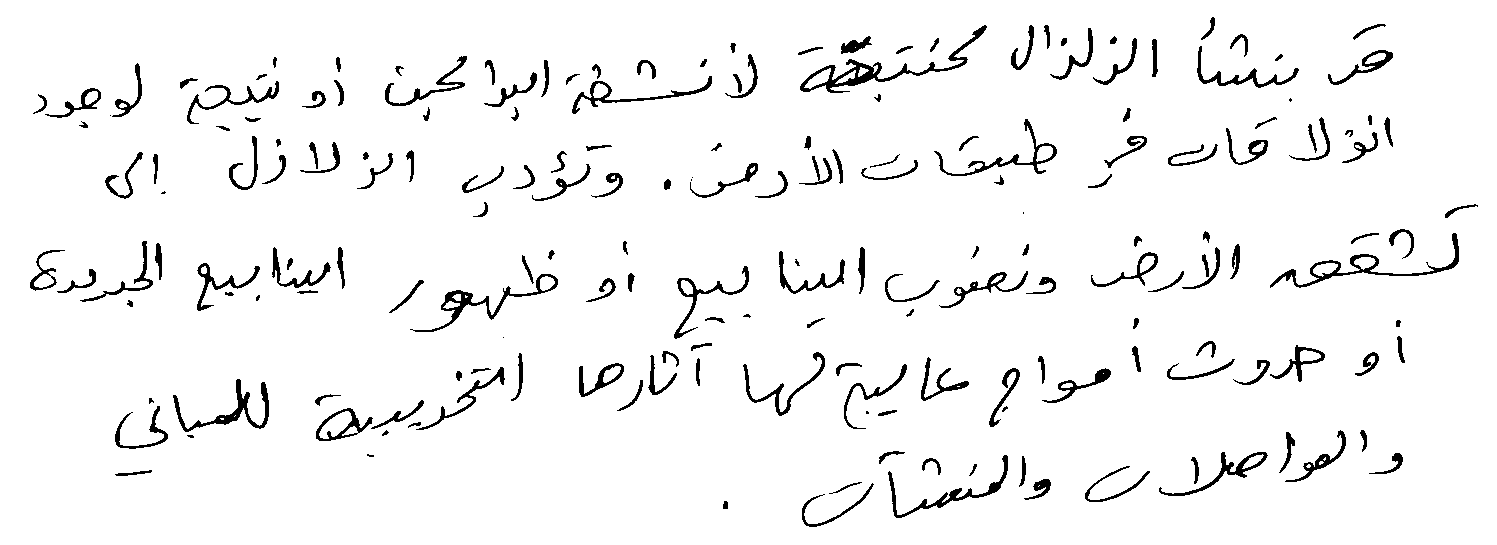 قد ينشأ الزلزال كنتيجة لأنشطة البراكين أو نتيجة لوجود
انزلاقات في طبقات الأرض. وتؤدي الزلازل إلى
تشقق الأرض ونضوب الينابيع أو ظهور الينابيع الجديدة
أو حدوث أمواج عالية لها آثارها التخريبية للمباني
والمواصلات والمنشآت .